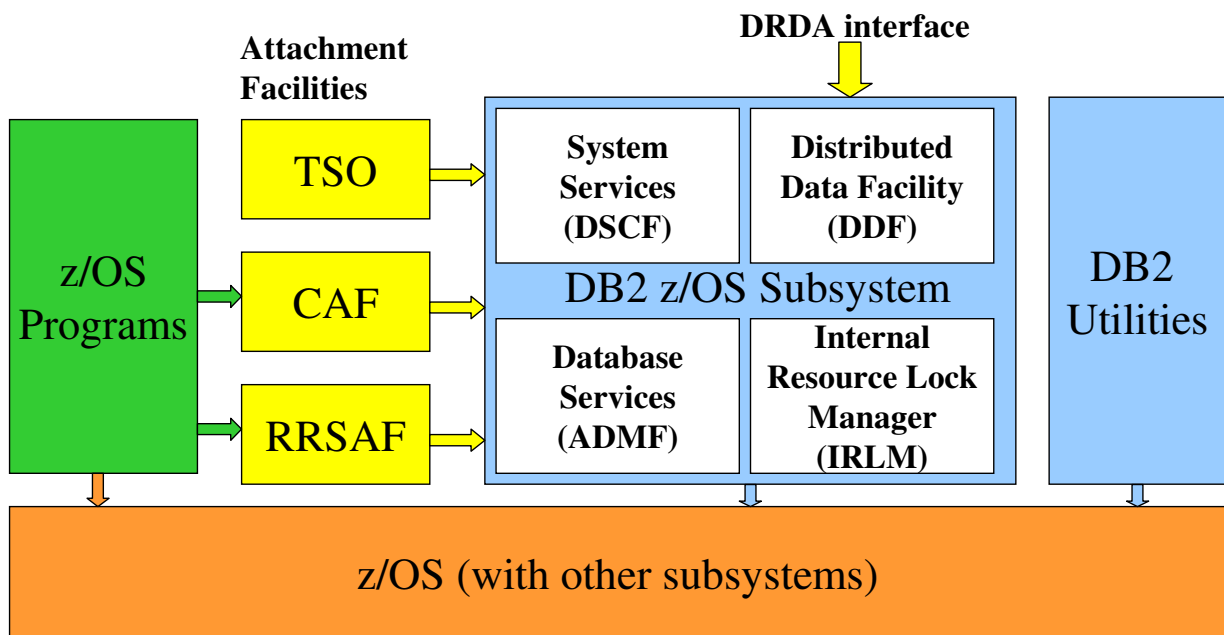 DRDA interface
Attachment
Facilities
z/OS
Programs
TSO
CAF
RRSAF
System
Services
(DSCF)
Distributed
Data Facility
(DDF)
DB2 z/OS Subsystem
Database
Services
(ADMF)
Internal
Resource Lock
Manager
(IRLM)
DB2
Utilities
z/OS (with other subsystems)